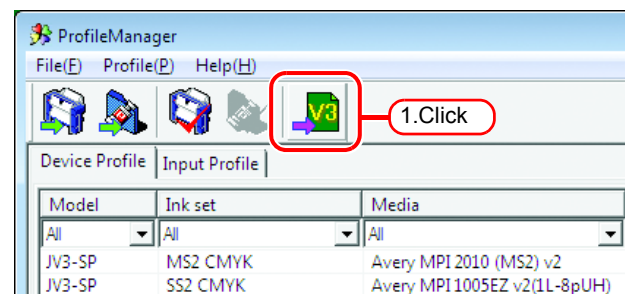 ProfileManager
File(F) Profile(P) Help(H)
V3
1.Click
Device Profile Input Profile
Model Ink set Media
All All All
JV3-SP MS2 CMYK Avery MPI 2010 (MS2) v2
JV3-SP SS2 CMYK Avery MPI 1005EZ v2(1L-8pUH)